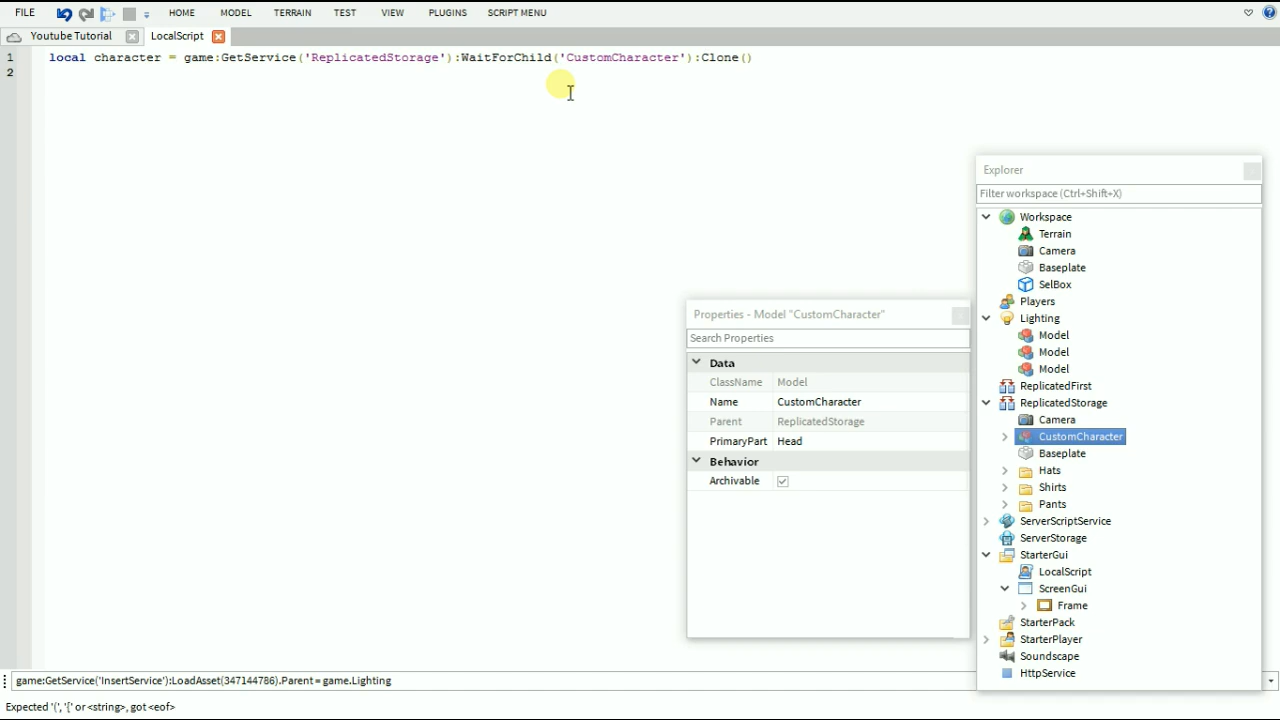 FILE HOME MODEL TERRAIN TEST VIEW PLUGINS SCRIPT MENU
Youtube Tutorial LocalScript
1 local character = game:GetService('ReplicatedStorage'):WaitForChild('CustomCharacter'):Clone()
2
Explorer
Filter workspace (Ctrl+Shift+X)
Workspace
Terrain
Camera
Baseplate
SelBox
Players
Lighting
Model
Model
Model
ReplicatedFirst
ReplicatedStorage
Camera
CustomCharacter
Baseplate
Hats
Shirts
Pants
ServerScriptService
ServerStorage
StarterGui
LocalScript
ScreenGui
Frame
StarterPack
StarterPlayer
Soundscape
HttpService
Properties - Model "CustomCharacter"
Search Properties
Data
ClassName Model
Name CustomCharacter
Parent ReplicatedStorage
PrimaryPart Head
Behavior
Archivable
game:GetService('InsertService'):LoadAsset(347144786).Parent = game.Lighting
Expected '(', '{' or <string>, got <eof>